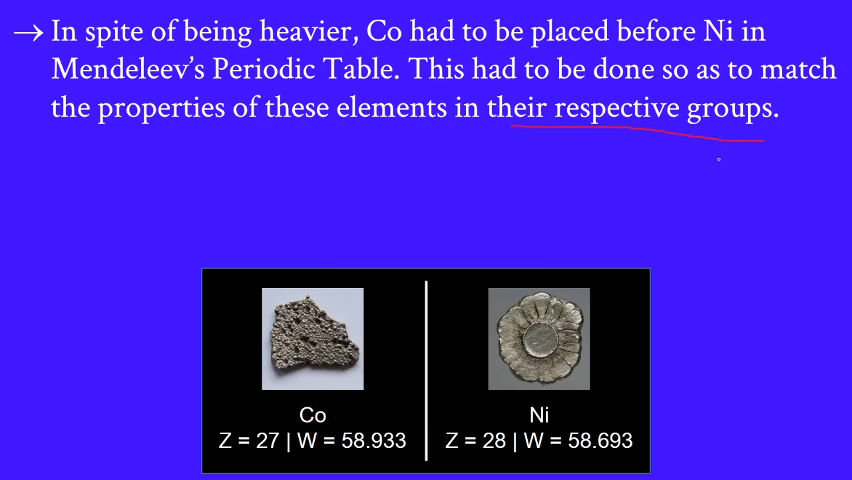 → In spite of being heavier, Co had to be placed before Ni in
Mendeleev’s Periodic Table. This had to be done so as to match
the properties of these elements in their respective groups.
Co
Z = 27 | W = 58.933
Ni
Z = 28 | W = 58.693